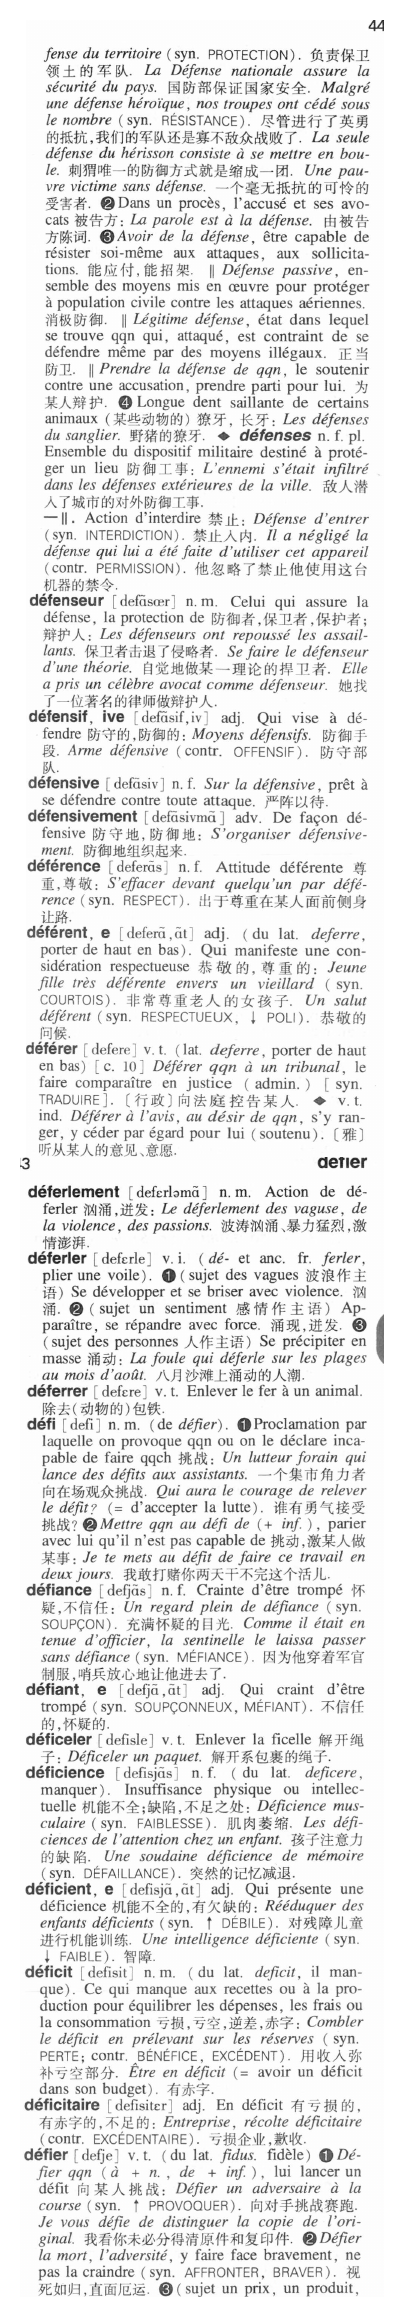 44
fense du territoire (syn. PROTECTION). 负责保卫
领土的军队. La Défense nationale assure la
sécurité du pays. 国防部保证国家安全. Malgré
une défense héroïque, nos troupes ont cédé sous
le nombre (syn. RÉSISTANCE). 尽管进行了英勇
的抵抗,我们的军队还是寡不敌众战败了. La seule
défense du hérisson consiste à se mettre en bou-
le. 刺猬唯一的防御方式就是缩成一团. Une pau-
vre victime sans défense. 一个毫无抵抗的可怜的
受害者. ❷Dans un procès, l'accusé et ses avo-
cats 被告方: La parole est à la défense. 由被告
方陈词. ❸Avoir de la défense, être capable de
résister soi-même aux attaques, aux sollicita-
tions. 能应付,能招架. ‖ Défense passive, en-
semble des moyens mis en œuvre pour protéger
à population civile contre les attaques aériennes.
消极防御. ‖ Légitime défense, état dans lequel
se trouve qqn qui, attaqué, est contraint de se
défendre même par des moyens illégaux. 正当
防卫. ‖ Prendre la défense de qqn, le soutenir
contre une accusation, prendre parti pour lui. 为
某人辩护. ❹ Longue dent saillante de certains
animaux (某些动物的) 獠牙, 长牙: Les défenses
du sanglier. 野猪的獠牙. ◆ défenses n. f. pl.
Ensemble du dispositif militaire destiné à proté-
ger un lieu 防御工事: L'ennemi s'était infiltré
dans les défenses extérieures de la ville. 敌人潜
入了城市的对外防御工事.
—‖. Action d'interdire 禁止: Défense d'entrer
(syn. INTERDICTION). 禁止入内. Il a négligé la
défense qui lui a été faite d'utiliser cet appareil
(contr. PERMISSION). 他忽略了禁止他使用这台
机器的禁令.
défenseur [defɑ̃sœr] n. m. Celui qui assure la
défense, la protection de 防御者,保卫者,保护者;
辩护人: Les défenseurs ont repoussé les assail-
lants. 保卫者击退了侵略者. Se faire le défenseur
d'une théorie. 自觉地做某一理论的捍卫者. Elle
a pris un célèbre avocat comme défenseur. 她找
了一位著名的律师做辩护人.
défensif, ive [defɑ̃sif,iv] adj. Qui vise à dé-
fendre 防守的,防御的: Moyens défensifs. 防御手
段. Arme défensive (contr. OFFENSIF). 防守部
队.
défensive [defɑ̃siv] n. f. Sur la défensive, prêt à
se défendre contre toute attaque. 严阵以待.
défensivement [defɑ̃sivmɑ̃] adv. De façon dé-
fensive 防守地,防御地: S'organiser défensive-
ment. 防御地组织起来.
déférence [deferɑ̃s] n. f. Attitude déférente 尊
重,尊敬: S'effacer devant quelqu'un par défé-
rence (syn. RESPECT). 出于尊重在某人面前侧身
让路.
déférent, e [deferɑ̃,ɑ̃t] adj. (du lat. deferre,
porter de haut en bas). Qui manifeste une con-
sidération respectueuse 恭敬的,尊重的: Jeune
fille très déférente envers un vieillard (syn.
COURTOIS). 非常尊重老人的女孩子. Un salut
déférent (syn. RESPECTUEUX, ↓ POLI). 恭敬的
问候.
déférer [defere] v. t. (lat. deferre, porter de haut
en bas) [c. 10] Déférer qqn à un tribunal, le
faire comparaître en justice (admin.) [syn.
TRADUIRE]. [行政]向法庭控告某人. ◆ v. t.
ind. Déférer à l'avis, au désir de qqn, s'y ran-
ger, y céder par égard pour lui (soutenu). [雅]
听从某人的意见、意愿.
43 défier
déferlement [defɛrləmɑ̃] n. m. Action de dé-
ferler 汹涌,迸发: Le déferlement des vaguse, de
la violence, des passions. 波涛汹涌、暴力猛烈,激
情澎湃.
déferler [defɛrle] v. i. (dé- et anc. fr. ferler,
plier une voile). ❶(sujet des vagues 波浪作主
语) Se développer et se briser avec violence. 汹
涌. ❷(sujet un sentiment 感情作主语) Ap-
paraître, se répandre avec force. 涌现,迸发. ❸
(sujet des personnes 人作主语) Se précipiter en
masse 涌动: La foule qui déferle sur les plages
au mois d'août. 八月沙滩上涌动的人潮.
déferrer [defɛre] v. t. Enlever le fer à un animal.
除去(动物的)包铁.
défi [defi] n. m. (de défier). ❶Proclamation par
laquelle on provoque qqn ou on le déclare inca-
pable de faire qqch 挑战: Un lutteur forain qui
lance des défits aux assistants. 一个集市角力者
向在场观众挑战. Qui aura le courage de relever
le défit? (= d'accepter la lutte). 谁有勇气接受
挑战? ❷Mettre qqn au défi de (+ inf.), parier
avec lui qu'il n'est pas capable de 挑动,激某人做
某事: Je te mets au défit de faire ce travail en
deux jours. 我敢打赌你两天干不完这个活儿.
défiance [defjɑ̃s] n. f. Crainte d'être trompé 怀
疑,不信任: Un regard plein de défiance (syn.
SOUPÇON). 充满怀疑的目光. Comme il était en
tenue d'officier, la sentinelle le laissa passer
sans défiance (syn. MÉFIANCE). 因为他穿着军官
制服,哨兵放心地让他进去了.
défiant, e [defjɑ̃,ɑ̃t] adj. Qui craint d'être
trompé (syn. SOUPÇONNEUX, MÉFIANT). 不信任
的,怀疑的.
déficeler [defisle] v. t. Enlever la ficelle 解开绳
子: Déficeler un paquet. 解开系包裹的绳子.
déficience [defisjɑ̃s] n. f. (du lat. deficere,
manquer). Insuffisance physique ou intellec-
tuelle 机能不全;缺陷,不足之处: Déficience mus-
culaire (syn. FAIBLESSE). 肌肉萎缩. Les défi-
ciences de l'attention chez un enfant. 孩子注意力
的缺陷. Une soudaine déficience de mémoire
(syn. DÉFAILLANCE). 突然的记忆减退.
déficient, e [defisjɑ̃,ɑ̃t] adj. Qui présente une
déficience 机能不全的,有欠缺的: Rééduquer des
enfants déficients (syn. ↑ DÉBILE). 对残障儿童
进行机能训练. Une intelligence déficiente (syn.
↓ FAIBLE). 智障.
déficit [defisit] n. m. (du lat. deficit, il man-
que). Ce qui manque aux recettes ou à la pro-
duction pour équilibrer les dépenses, les frais ou
la consommation 亏损,亏空,逆差,赤字: Combler
le déficit en prélevant sur les réserves (syn.
PERTE; contr. BÉNÉFICE, EXCÉDENT). 用收入弥
补亏空部分. Être en déficit (= avoir un déficit
dans son budget). 有赤字.
déficitaire [defisitɛr] adj. En déficit 有亏损的,
有赤字的,不足的: Entreprise, récolte déficitaire
(contr. EXCÉDENTAIRE). 亏损企业,歉收.
défier [defje] v. t. (du lat. fidus. fidèle) ❶Dé-
fier qqn (à + n., de + inf.), lui lancer un
défit 向某人挑战: Défier un adversaire à la
course (syn. ↑ PROVOQUER). 向对手挑战赛跑.
Je vous défie de distinguer la copie de l'ori-
ginal. 我看你未必分得清原件和复印件. ❷Défier
la mort, l'adversité, y faire face bravement, ne
pas la craindre (syn. AFFRONTER, BRAVER). 视
死如归,直面厄运. ❸(sujet un prix, un produit,